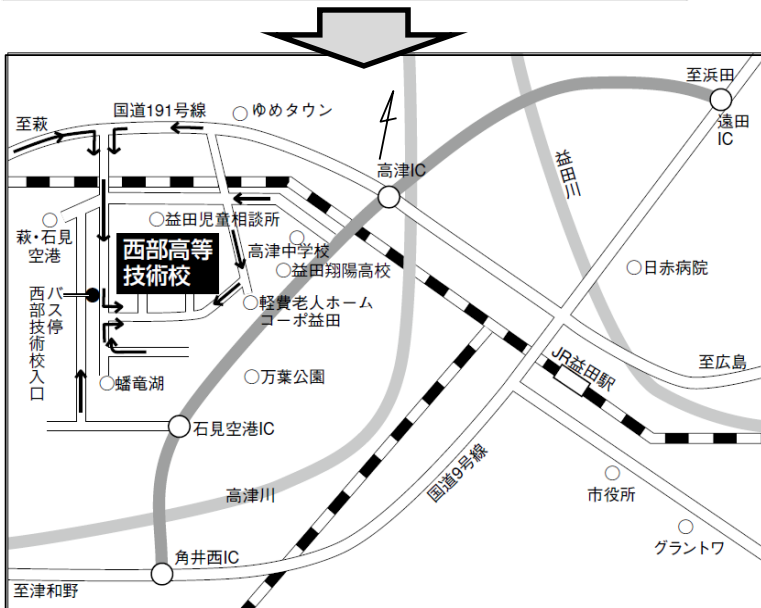 至浜田
国道191号線
ゆめタウン
至萩
遠田
IC
高津IC
益田川
益田児童相談所
萩・石見
空港
西部高等
技術校
高津中学校
益田翔陽高校
日赤病院
バス停
西部技術校入口
軽費老人ホーム
コーポ益田
JR益田駅
至広島
蟠竜湖
万葉公園
石見空港IC
国道9号線
高津川
市役所
グラントワ
角井西IC
至津和野